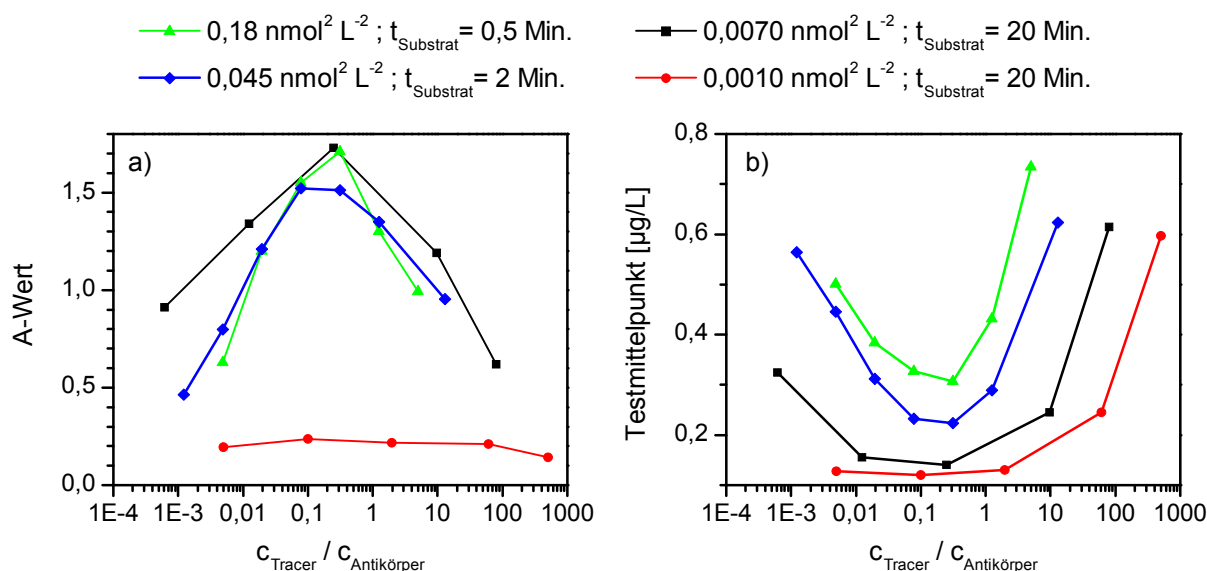 0,18 nmol² L⁻² ; t_Substrat = 0,5 Min.
0,0070 nmol² L⁻² ; t_Substrat = 20 Min.
0,045 nmol² L⁻² ; t_Substrat = 2 Min.
0,0010 nmol² L⁻² ; t_Substrat = 20 Min.
a)
A-Wert
1,5
1,0
0,5
0,0
1E-4
1E-3
0,01
0,1
1
10
100
1000
c_Tracer / c_Antikörper
b)
Testmittelpunkt [µg/L]
0,8
0,6
0,4
0,2
1E-4
1E-3
0,01
0,1
1
10
100
1000
c_Tracer / c_Antikörper